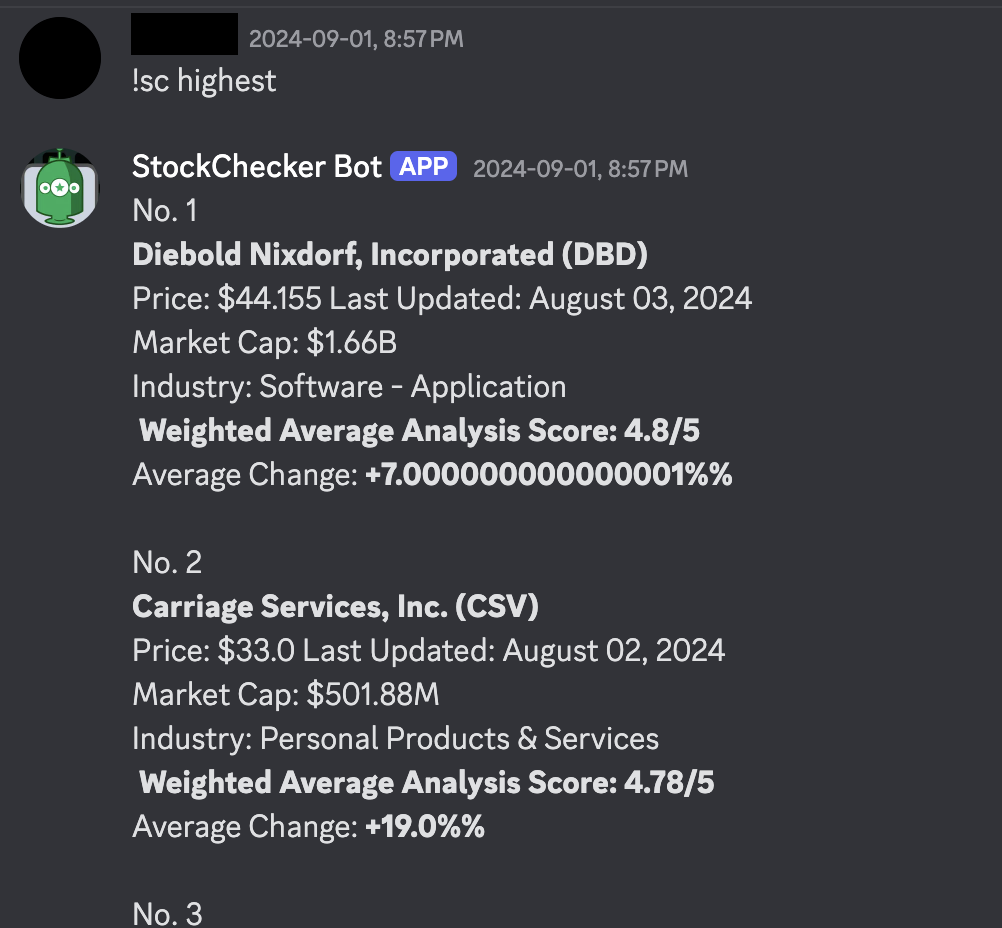 2024-09-01, 8:57 PM
!sc highest
StockChecker Bot APP 2024-09-01, 8:57 PM
No. 1
Diebold Nixdorf, Incorporated (DBD)
Price: $44.155 Last Updated: August 03, 2024
Market Cap: $1.66B
Industry: Software - Application
Weighted Average Analysis Score: 4.8/5
Average Change: +7.000000000000001%%
No. 2
Carriage Services, Inc. (CSV)
Price: $33.0 Last Updated: August 02, 2024
Market Cap: $501.88M
Industry: Personal Products & Services
Weighted Average Analysis Score: 4.78/5
Average Change: +19.0%%
No. 3